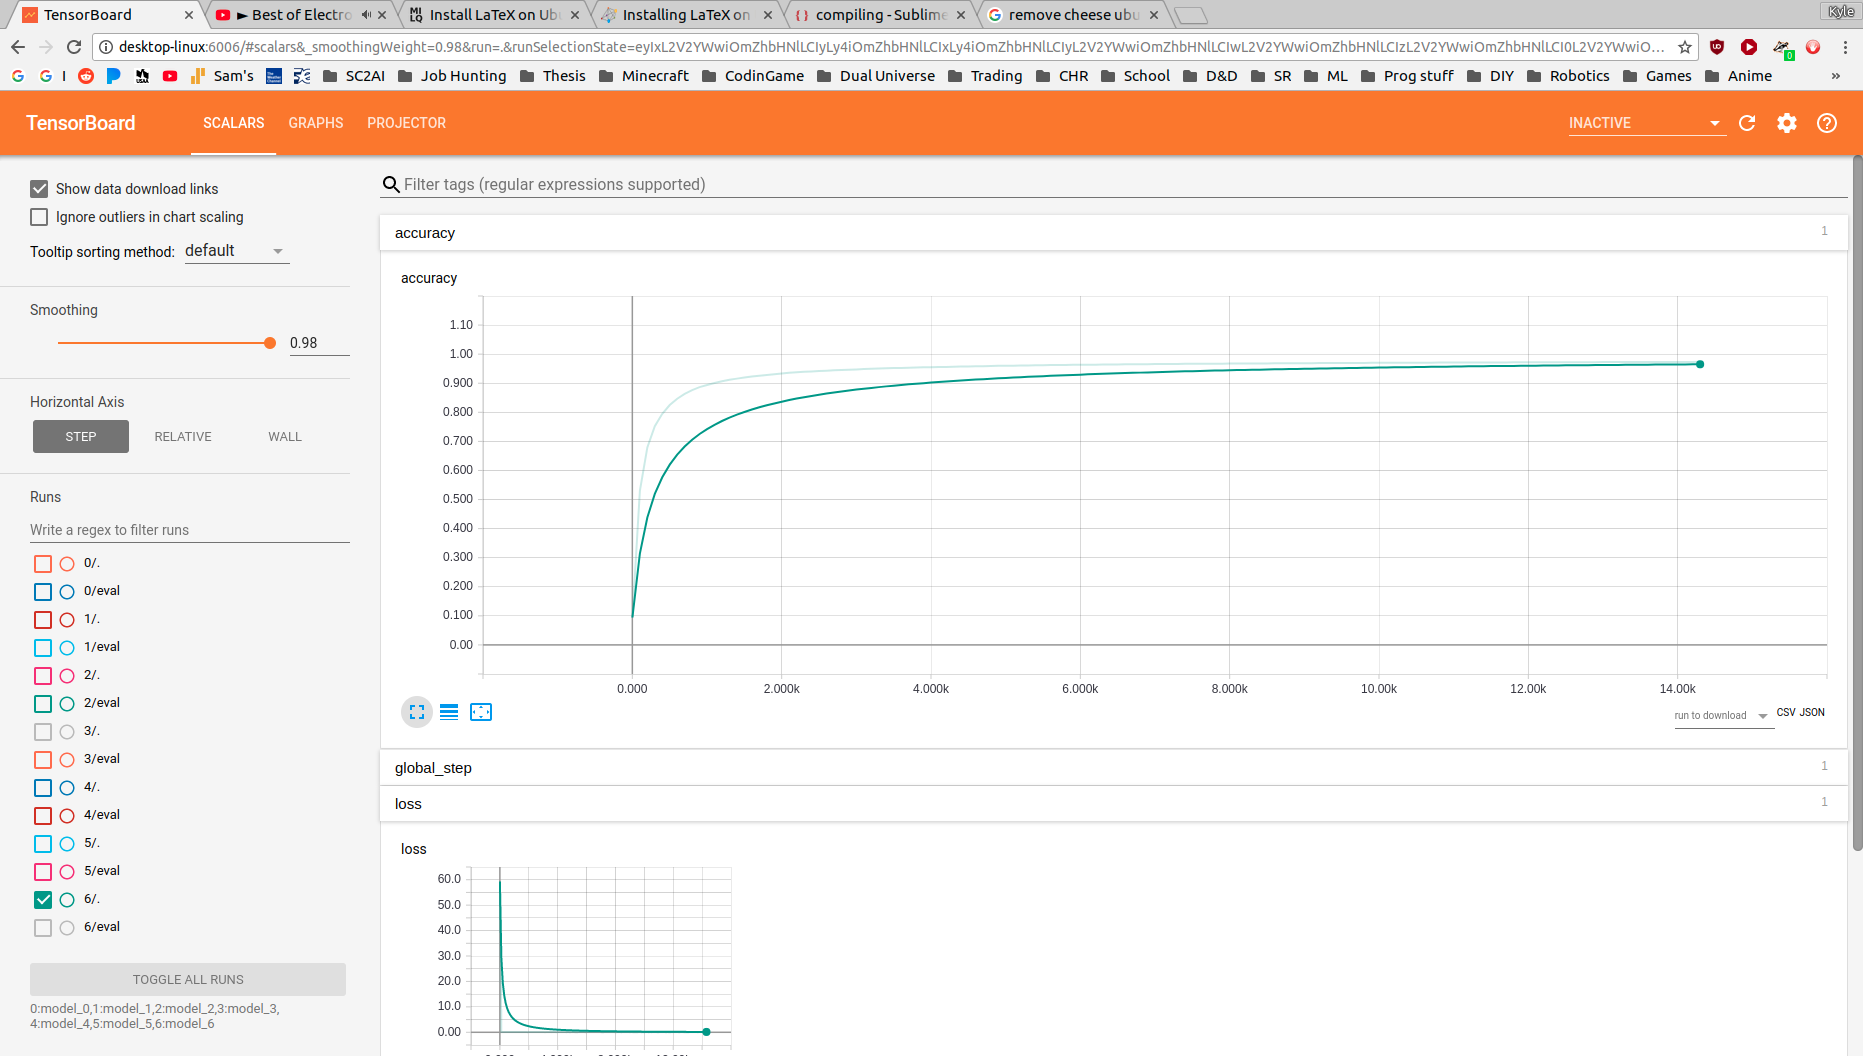 TensorBoard
► Best of Electro
Install LaTeX on Ub
Installing LaTeX on
compiling - Sublime
remove cheese ubu
Kyle
desktop-linux:6006/#scalars&_smoothingWeight=0.98&run=.&runSelectionState=
I
Sam's
SC2AI
Job Hunting
Thesis
Minecraft
CodinGame
Dual Universe
Trading
CHR
School
D&D
SR
ML
Prog stuff
DIY
Robotics
Games
Anime
»
TensorBoard
SCALARS
GRAPHS
PROJECTOR
INACTIVE
Show data download links
Ignore outliers in chart scaling
Tooltip sorting method: default
Smoothing
0.98
Horizontal Axis
STEP
RELATIVE
WALL
Runs
Write a regex to filter runs
0/.
0/eval
1/.
1/eval
2/.
2/eval
3/.
3/eval
4/.
4/eval
5/.
5/eval
6/.
6/eval
TOGGLE ALL RUNS
0:model_0,1:model_1,2:model_2,3:model_3,
4:model_4,5:model_5,6:model_6
Filter tags (regular expressions supported)
accuracy
1
accuracy
1.10
1.00
0.900
0.800
0.700
0.600
0.500
0.400
0.300
0.200
0.100
0.00
0.000
2.000k
4.000k
6.000k
8.000k
10.00k
12.00k
14.00k
run to download
CSV JSON
global_step
1
loss
1
loss
60.0
50.0
40.0
30.0
20.0
10.0
0.00